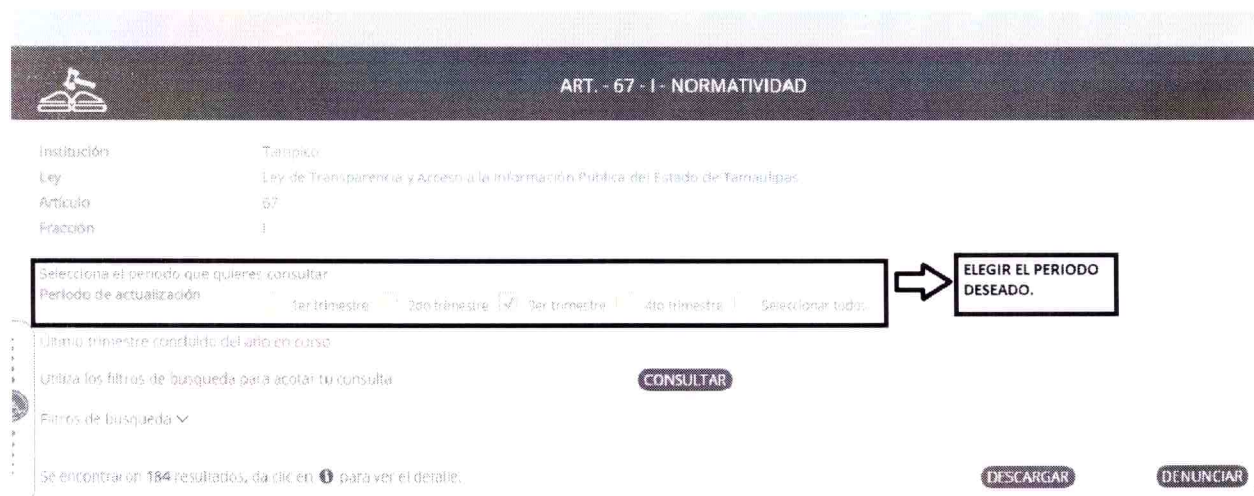 ART. - 67 - I - NORMATIVIDAD
Institución Tampico
Ley Ley de Transparencia y Acceso a la Información Pública del Estado de Tamaulipas
Artículo 67
Fracción I
Selecciona el periodo que quieres consultar
Periodo de actualización 1er trimestre 2do trimestre 3er trimestre 4to trimestre Seleccionar todos
ELEGIR EL PERIODO
DESEADO.
Ultimo trimestre concluido del año en curso
Utiliza los filtros de busqueda para acotar tu consulta CONSULTAR
Filtros de busqueda
Se encontraron 184 resultados, da clic en i para ver el detalle. DESCARGAR DENUNCIAR